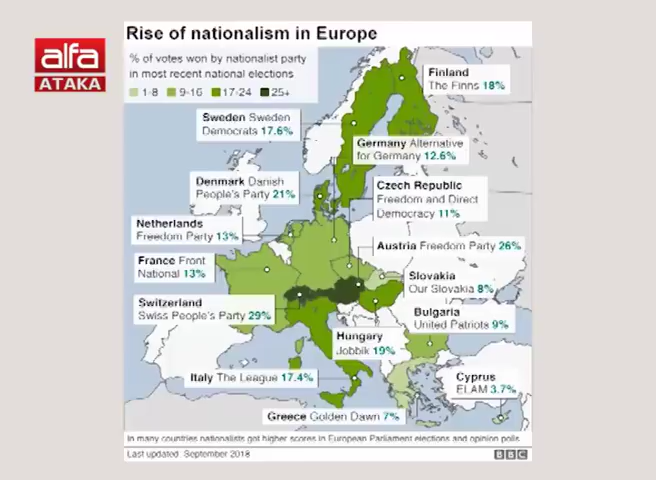 Rise of nationalism in Europe
alfa
ATAKA
% of votes won by nationalist party
in most recent national elections
1-8 9-16 17-24 25+
Finland
The Finns 18%
Sweden Sweden
Democrats 17.6%
Germany Alternative
for Germany 12.6%
Denmark Danish
People's Party 21%
Czech Republic
Freedom and Direct
Democracy 11%
Netherlands
Freedom Party 13%
Austria Freedom Party 26%
France Front
National 13%
Slovakia
Our Slovakia 8%
Switzerland
Swiss People's Party 29%
Bulgaria
United Patriots 9%
Hungary
Jobbik 19%
Italy The League 17.4%
Cyprus
ELAM 3.7%
Greece Golden Dawn 7%
In many countries nationalists got higher scores in European Parliament elections and opinion polls
Last updated: September 2018
BBC